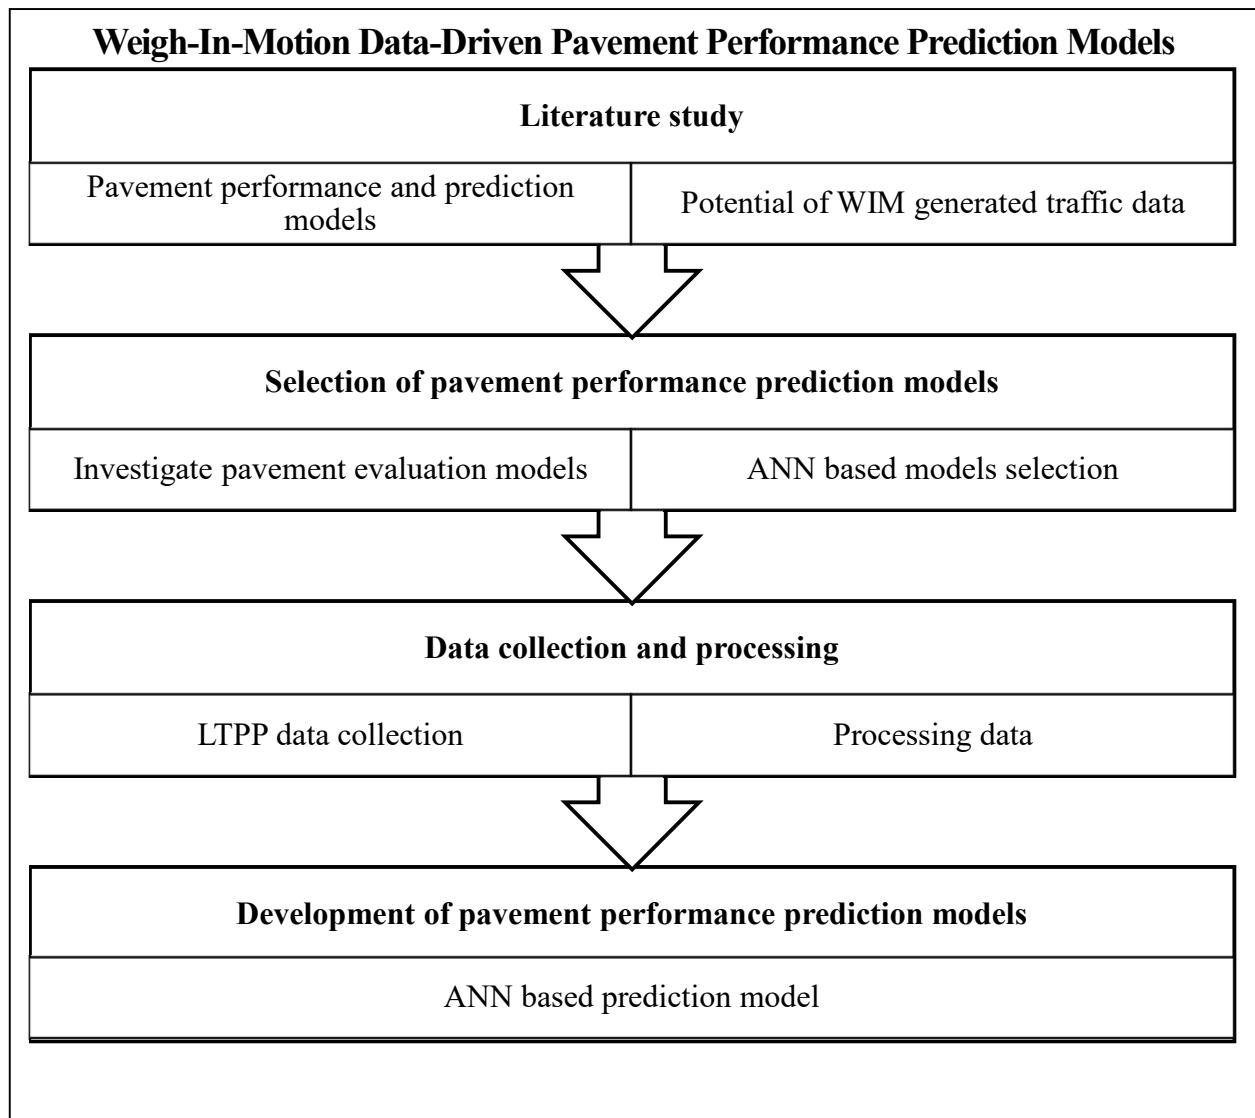 Weigh-In-Motion Data-Driven Pavement Performance Prediction Models
Literature study
Pavement performance and prediction
models
Potential of WIM generated traffic data
Selection of pavement performance prediction models
Investigate pavement evaluation models
ANN based models selection
Data collection and processing
LTPP data collection
Processing data
Development of pavement performance prediction models
ANN based prediction model